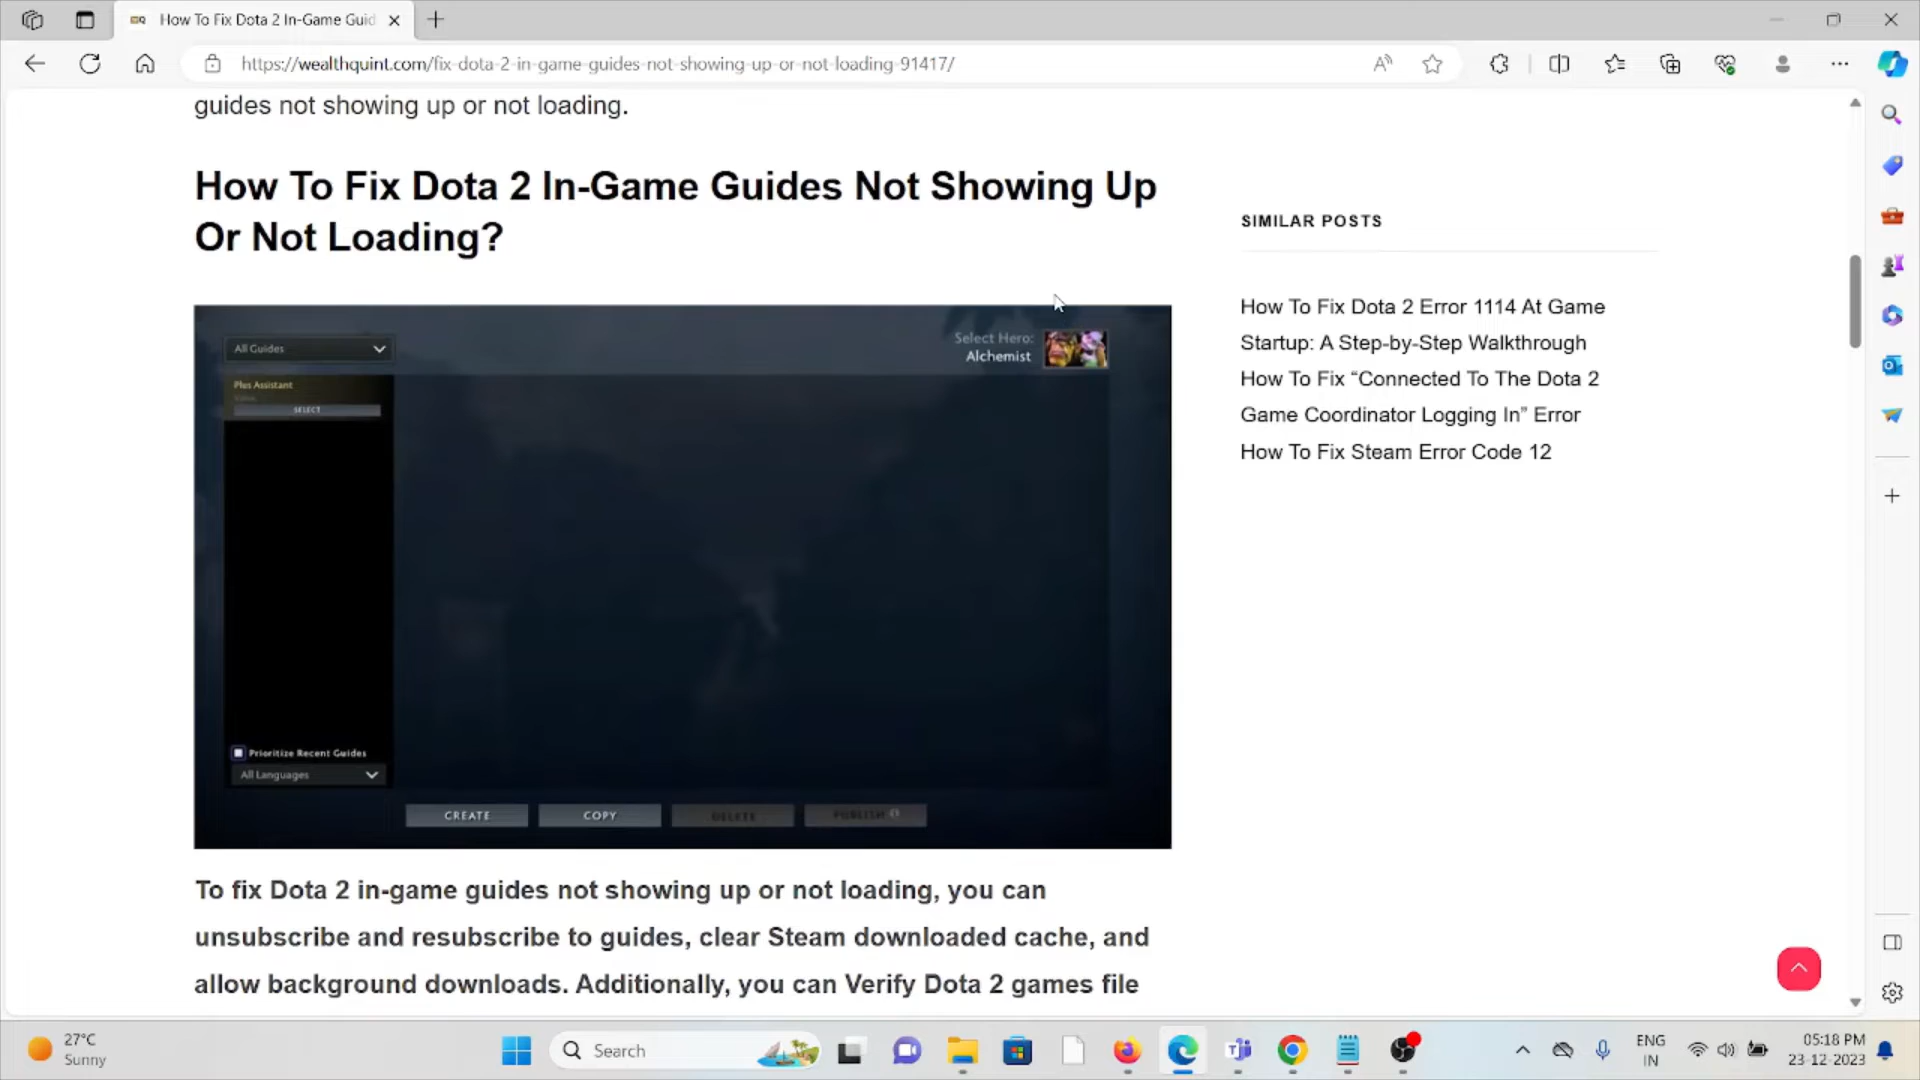 How To Fix Dota 2 In-Game Guid
https://wealthquint.com/fix-dota-2-in-game-guides-not-showing-up-or-not-loading-91417/
guides not showing up or not loading.
How To Fix Dota 2 In-Game Guides Not Showing Up
Or Not Loading?
All Guides
Select Hero:
Alchemist
Plus Assistant
Valve
SELECT
Prioritize Recent Guides
All Languages
CREATE
COPY
DELETE
PUBLISH
To fix Dota 2 in-game guides not showing up or not loading, you can
unsubscribe and resubscribe to guides, clear Steam downloaded cache, and
allow background downloads. Additionally, you can Verify Dota 2 games file
SIMILAR POSTS
How To Fix Dota 2 Error 1114 At Game
Startup: A Step-by-Step Walkthrough
How To Fix “Connected To The Dota 2
Game Coordinator Logging In” Error
How To Fix Steam Error Code 12
27°C
Sunny
Search
ENG
IN
05:18 PM
23-12-2023